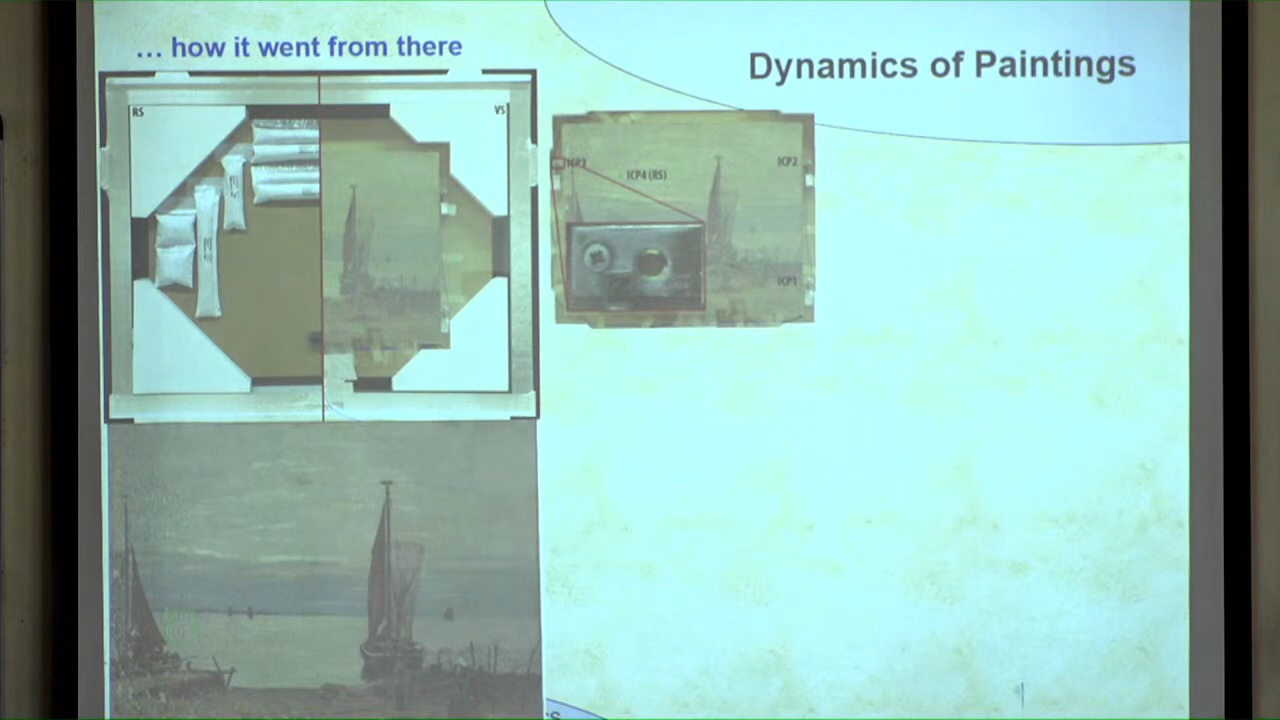 … how it went from there
Dynamics of Paintings
RS
VS
ICP3
ICP2
ICP4 (RS)
ICP1